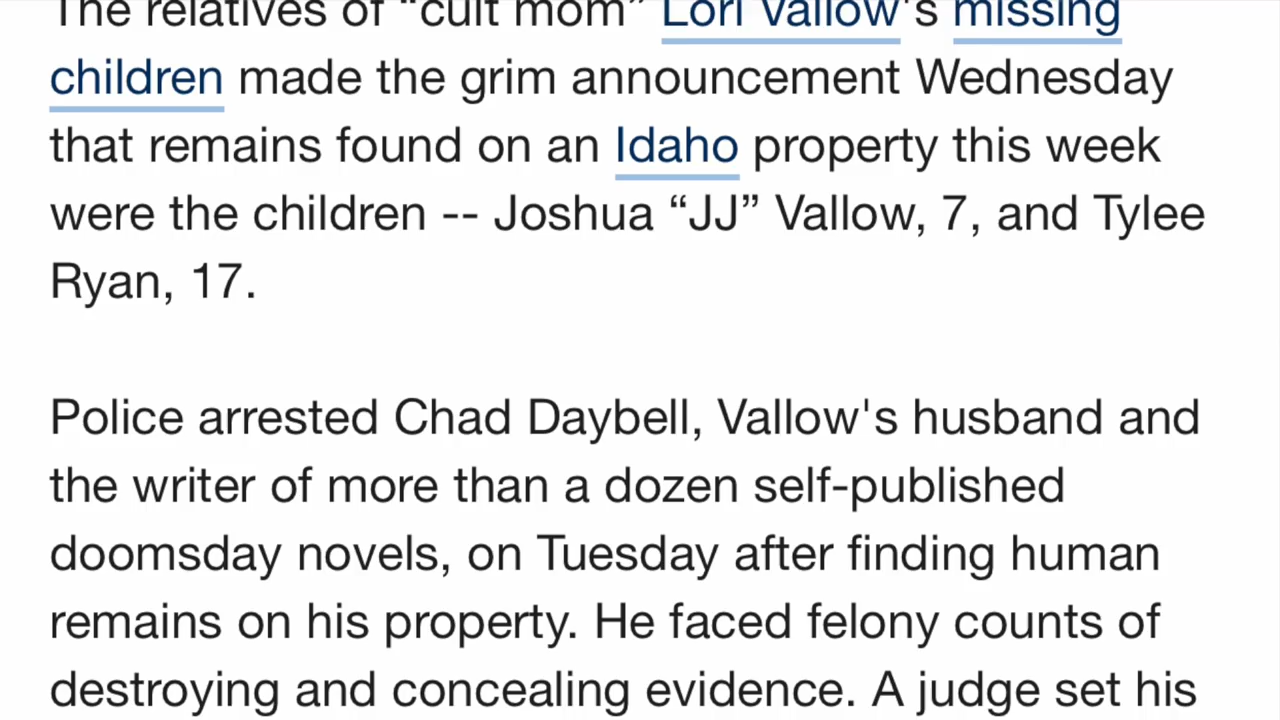 The relatives of “cult mom” Lori Vallow's missing
children made the grim announcement Wednesday
that remains found on an Idaho property this week
were the children -- Joshua “JJ” Vallow, 7, and Tylee
Ryan, 17.
Police arrested Chad Daybell, Vallow's husband and
the writer of more than a dozen self-published
doomsday novels, on Tuesday after finding human
remains on his property. He faced felony counts of
destroying and concealing evidence. A judge set his